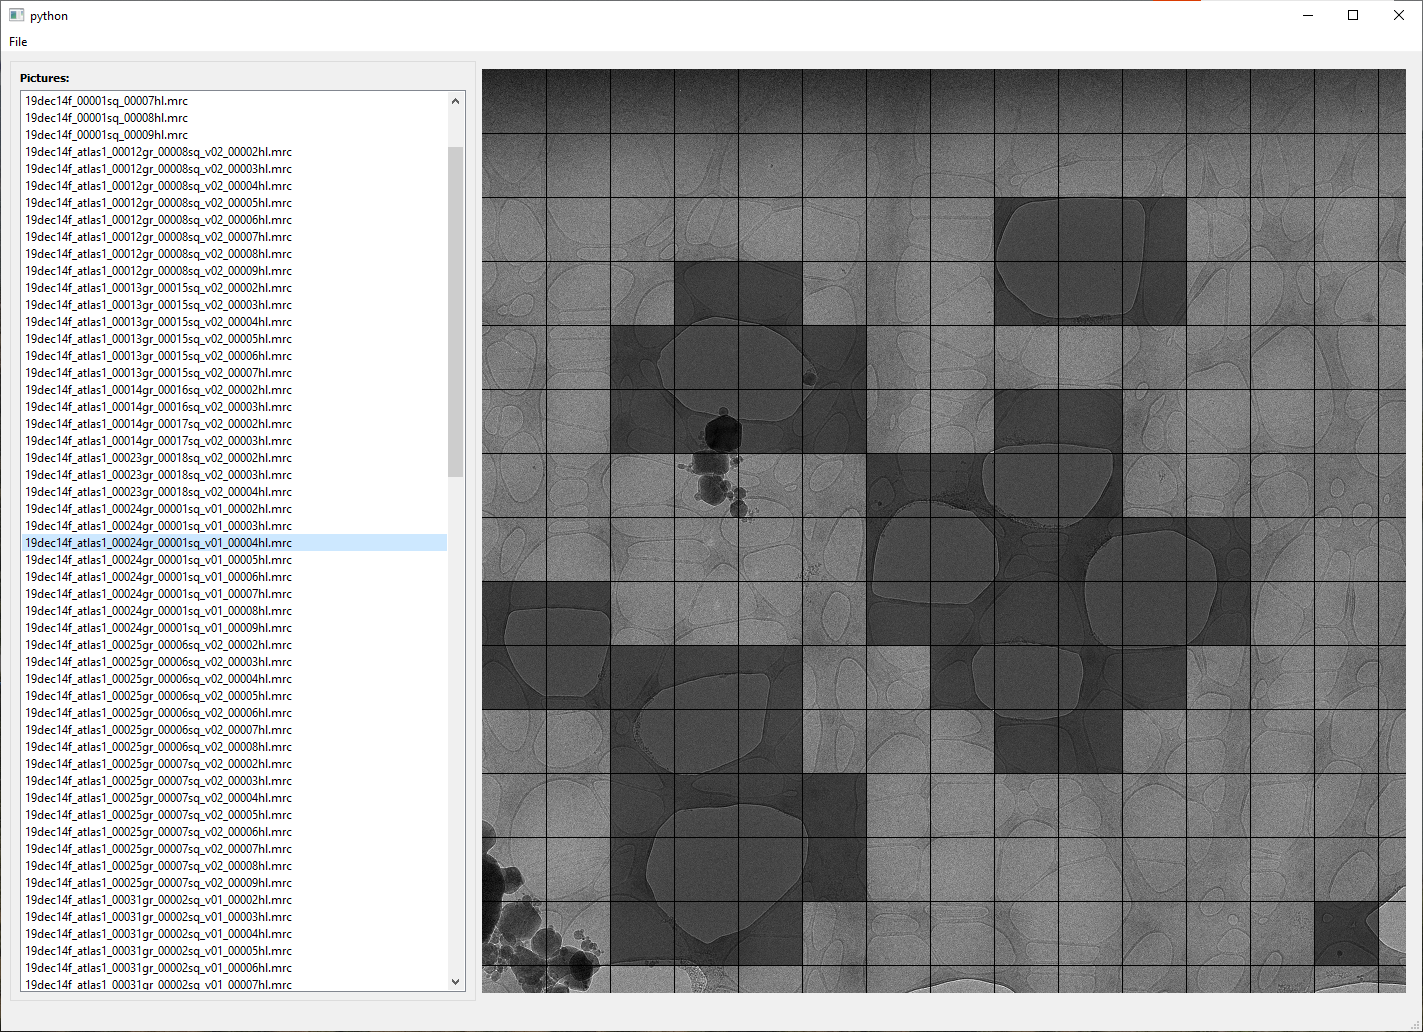 python
File
Pictures:
19dec14f_00001sq_00007hl.mrc
19dec14f_00001sq_00008hl.mrc
19dec14f_00001sq_00009hl.mrc
19dec14f_atlas1_00012gr_00008sq_v02_00002hl.mrc
19dec14f_atlas1_00012gr_00008sq_v02_00003hl.mrc
19dec14f_atlas1_00012gr_00008sq_v02_00004hl.mrc
19dec14f_atlas1_00012gr_00008sq_v02_00005hl.mrc
19dec14f_atlas1_00012gr_00008sq_v02_00006hl.mrc
19dec14f_atlas1_00012gr_00008sq_v02_00007hl.mrc
19dec14f_atlas1_00012gr_00008sq_v02_00008hl.mrc
19dec14f_atlas1_00012gr_00008sq_v02_00009hl.mrc
19dec14f_atlas1_00013gr_00015sq_v02_00002hl.mrc
19dec14f_atlas1_00013gr_00015sq_v02_00003hl.mrc
19dec14f_atlas1_00013gr_00015sq_v02_00004hl.mrc
19dec14f_atlas1_00013gr_00015sq_v02_00005hl.mrc
19dec14f_atlas1_00013gr_00015sq_v02_00006hl.mrc
19dec14f_atlas1_00013gr_00015sq_v02_00007hl.mrc
19dec14f_atlas1_00014gr_00016sq_v02_00002hl.mrc
19dec14f_atlas1_00014gr_00016sq_v02_00003hl.mrc
19dec14f_atlas1_00014gr_00017sq_v02_00002hl.mrc
19dec14f_atlas1_00014gr_00017sq_v02_00003hl.mrc
19dec14f_atlas1_00023gr_00018sq_v02_00002hl.mrc
19dec14f_atlas1_00023gr_00018sq_v02_00003hl.mrc
19dec14f_atlas1_00023gr_00018sq_v02_00004hl.mrc
19dec14f_atlas1_00024gr_00001sq_v01_00002hl.mrc
19dec14f_atlas1_00024gr_00001sq_v01_00003hl.mrc
19dec14f_atlas1_00024gr_00001sq_v01_00004hl.mrc
19dec14f_atlas1_00024gr_00001sq_v01_00005hl.mrc
19dec14f_atlas1_00024gr_00001sq_v01_00006hl.mrc
19dec14f_atlas1_00024gr_00001sq_v01_00007hl.mrc
19dec14f_atlas1_00024gr_00001sq_v01_00008hl.mrc
19dec14f_atlas1_00024gr_00001sq_v01_00009hl.mrc
19dec14f_atlas1_00025gr_00006sq_v02_00002hl.mrc
19dec14f_atlas1_00025gr_00006sq_v02_00003hl.mrc
19dec14f_atlas1_00025gr_00006sq_v02_00004hl.mrc
19dec14f_atlas1_00025gr_00006sq_v02_00005hl.mrc
19dec14f_atlas1_00025gr_00006sq_v02_00006hl.mrc
19dec14f_atlas1_00025gr_00006sq_v02_00007hl.mrc
19dec14f_atlas1_00025gr_00006sq_v02_00008hl.mrc
19dec14f_atlas1_00025gr_00007sq_v02_00002hl.mrc
19dec14f_atlas1_00025gr_00007sq_v02_00003hl.mrc
19dec14f_atlas1_00025gr_00007sq_v02_00004hl.mrc
19dec14f_atlas1_00025gr_00007sq_v02_00005hl.mrc
19dec14f_atlas1_00025gr_00007sq_v02_00006hl.mrc
19dec14f_atlas1_00025gr_00007sq_v02_00007hl.mrc
19dec14f_atlas1_00025gr_00007sq_v02_00008hl.mrc
19dec14f_atlas1_00025gr_00007sq_v02_00009hl.mrc
19dec14f_atlas1_00031gr_00002sq_v01_00002hl.mrc
19dec14f_atlas1_00031gr_00002sq_v01_00003hl.mrc
19dec14f_atlas1_00031gr_00002sq_v01_00004hl.mrc
19dec14f_atlas1_00031gr_00002sq_v01_00005hl.mrc
19dec14f_atlas1_00031gr_00002sq_v01_00006hl.mrc
19dec14f_atlas1_00031gr_00002sq_v01_00007hl.mrc